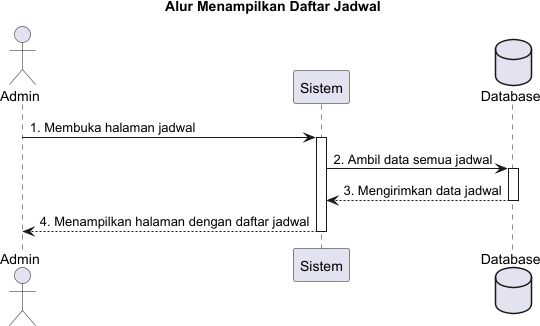 Alur Menampilkan Daftar Jadwal
Admin
Sistem
Database
1. Membuka halaman jadwal
2. Ambil data semua jadwal
3. Mengirimkan data jadwal
4. Menampilkan halaman dengan daftar jadwal
Admin
Sistem
Database